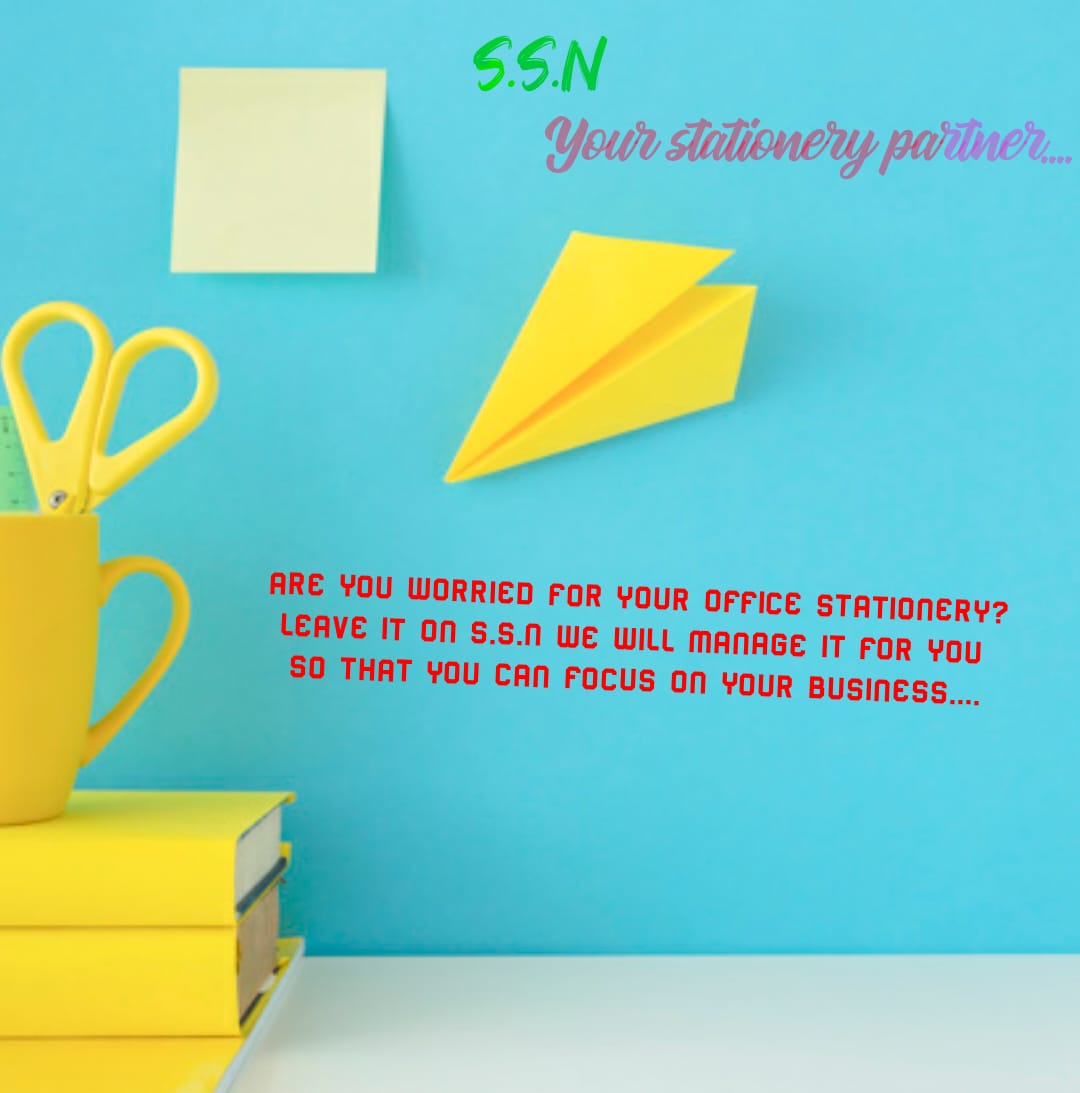 S.S.N
Your stationery partner....
ARE YOU WORRIED FOR YOUR OFFICE STATIONERY?
LEAVE IT ON S.S.N WE WILL MANAGE IT FOR YOU
SO THAT YOU CAN FOCUS ON YOUR BUSINESS....